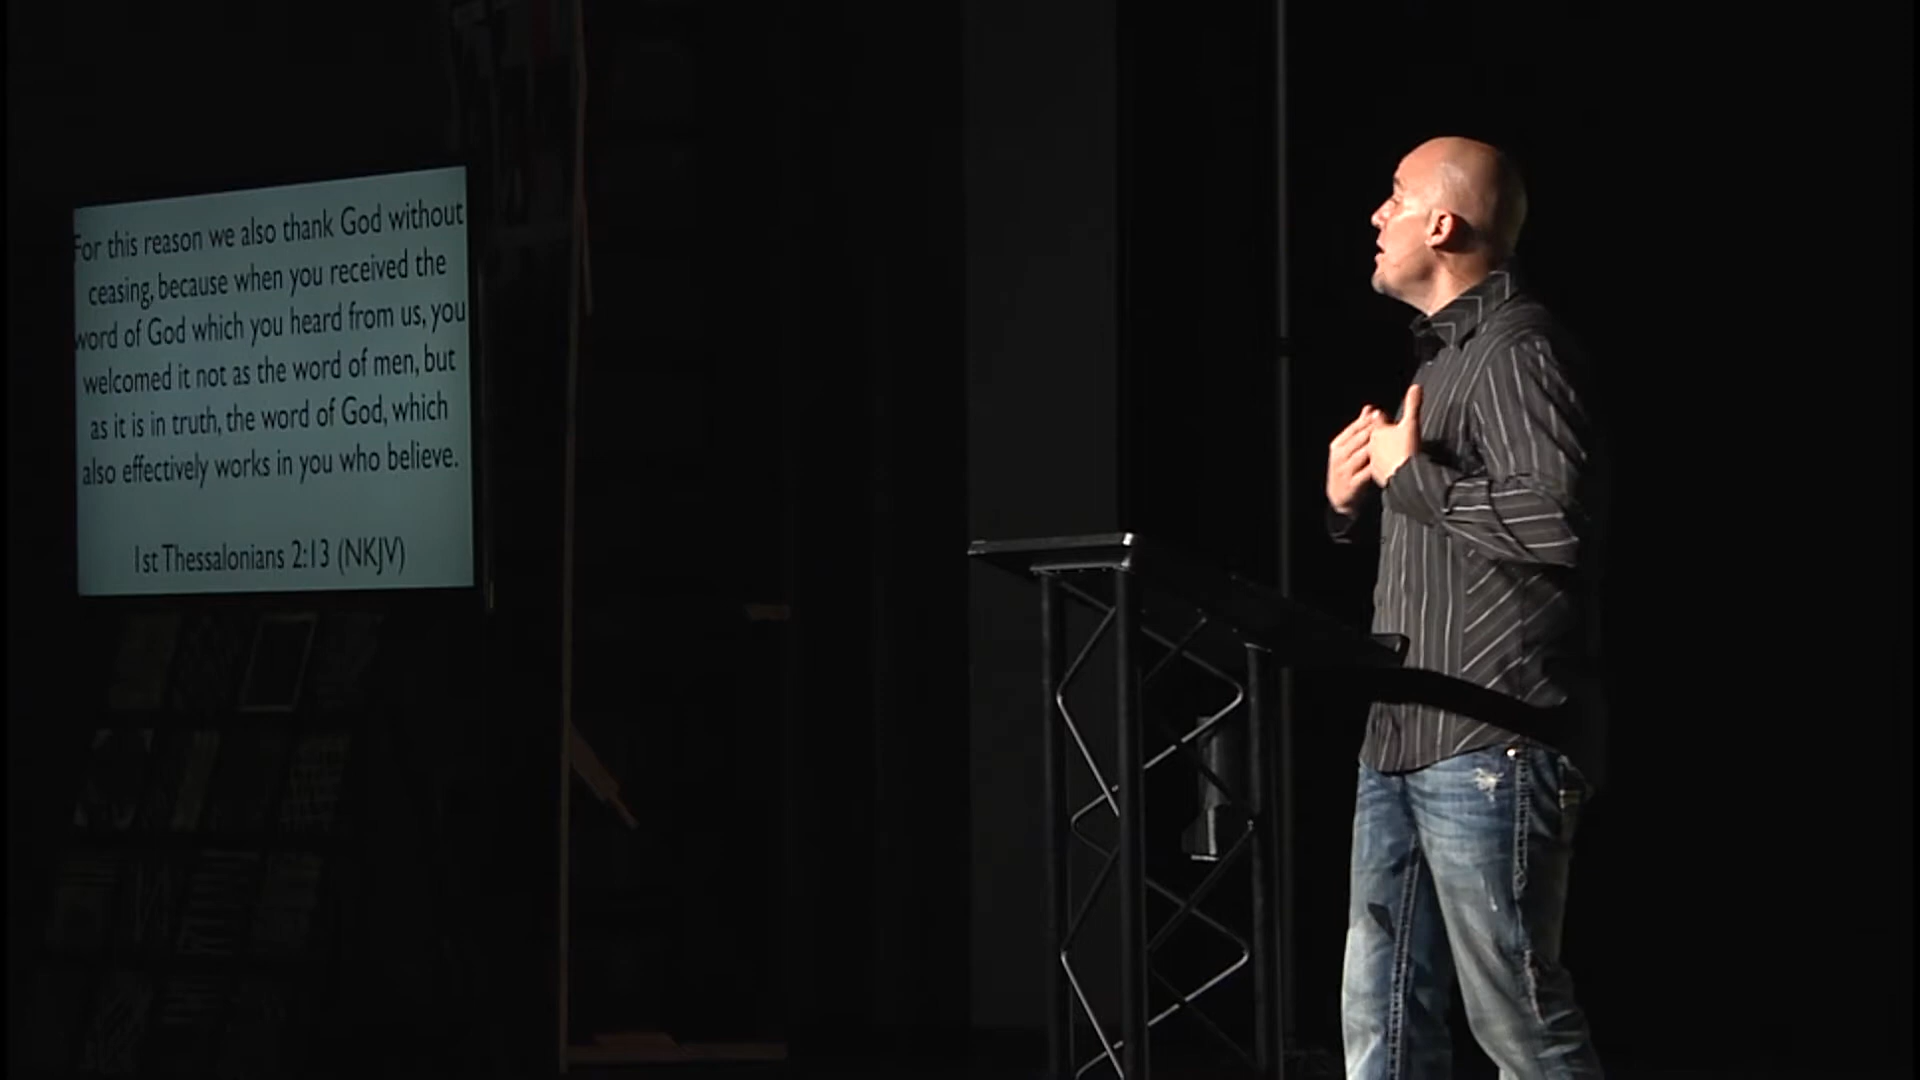 For this reason we also thank God without
ceasing, because when you received the
word of God which you heard from us, you
welcomed it not as the word of men, but
as it is in truth, the word of God, which
also effectively works in you who believe.
1st Thessalonians 2:13 (NKJV)